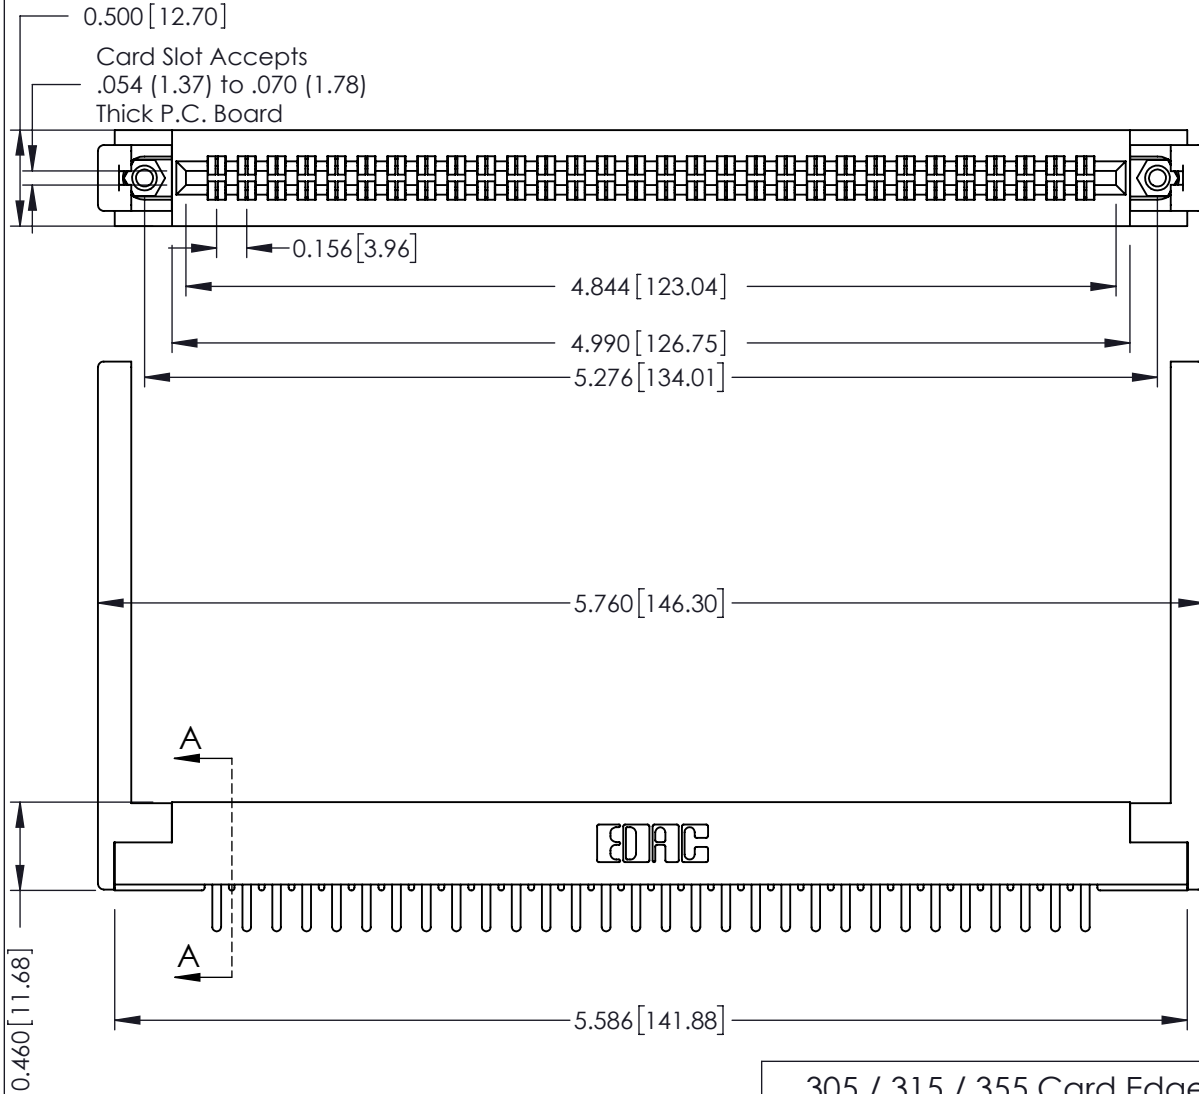 0.500 [12.70]
Card Slot Accepts
.054 (1.37) to .070 (1.78)
Thick P.C. Board
0.156 [3.96]
4.844 [123.04]
4.990 [126.75]
5.276 [134.01]
5.760 [146.30]
A
EDAC
A
0.460 [11.68]
5.586 [141.88]
305 / 315 / 355 Card Edge